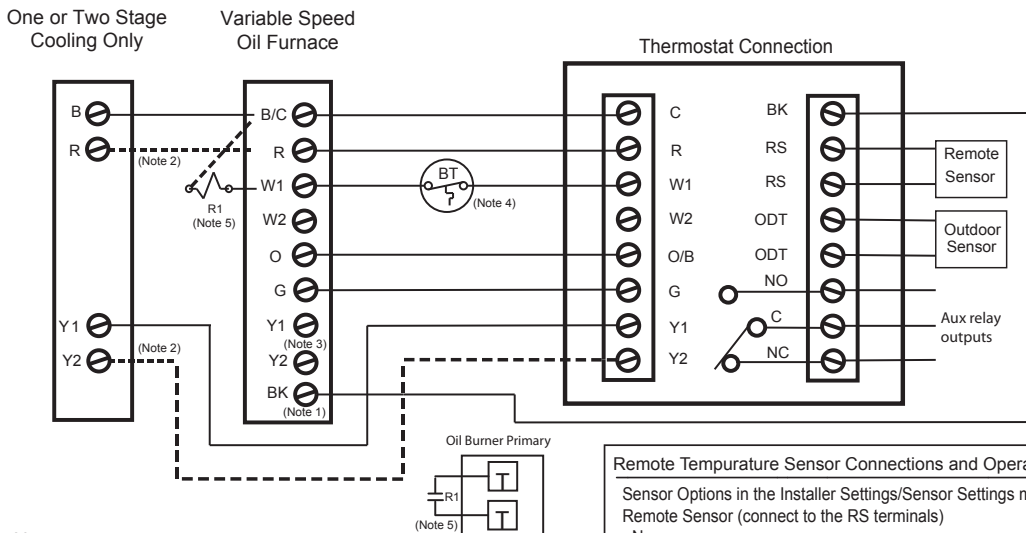 One or Two Stage
Cooling Only
Variable Speed
Oil Furnace
Thermostat Connection
B
R
(Note 2)
Y1
Y2
(Note 2)
R1
(Note 5)
B/C
R
W1
W2
O
G
Y1
(Note 3)
Y2
BK
(Note 1)
BT
(Note 4)
C
R
W1
W2
O/B
G
Y1
Y2
BK
RS
RS
ODT
ODT
NO
C
NC
Remote
Sensor
Outdoor
Sensor
Aux relay
outputs
Oil Burner Primary
T
T
R1
(Note 5)
Remote Tempurature Sensor Connections and Opera
Sensor Options in the Installer Settings/Sensor Settings m
Remote Sensor (connect to the RS terminals)